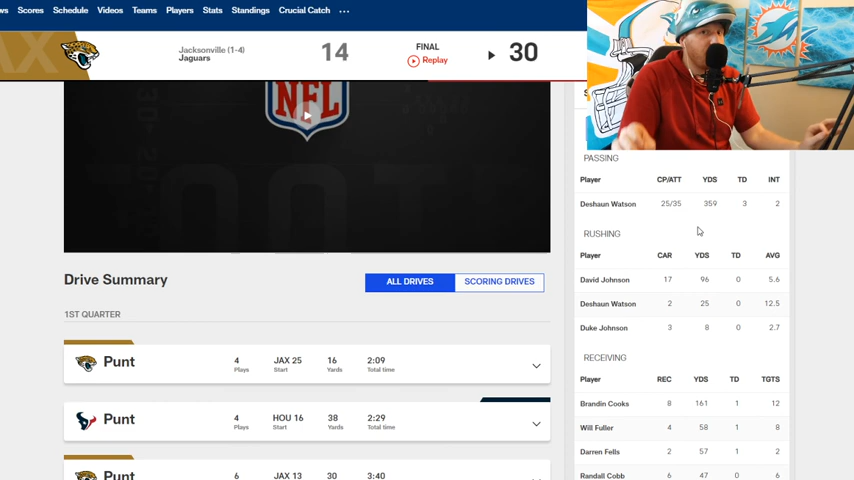 ws Scores Schedule Videos Teams Players Stats Standings Crucial Catch ...
Jacksonville (1-4)
Jaguars
14
FINAL
Replay
30
NFL
Drive Summary
ALL DRIVES
SCORING DRIVES
1ST QUARTER
Punt
4 JAX 25 16 2:09
Plays Start Yards Total time
Punt
4 HOU 16 38 2:29
Plays Start Yards Total time
Punt
6 JAX 13 30 3:40
PASSING
Player CP/ATT YDS TD INT
Deshaun Watson 25/35 359 3 2
RUSHING
Player CAR YDS TD AVG
David Johnson 17 96 0 5.6
Deshaun Watson 2 25 0 12.5
Duke Johnson 3 8 0 2.7
RECEIVING
Player REC YDS TD TGTS
Brandin Cooks 8 161 1 12
Will Fuller 4 58 1 8
Darren Fells 2 57 1 2
Randall Cobb 6 47 0 6